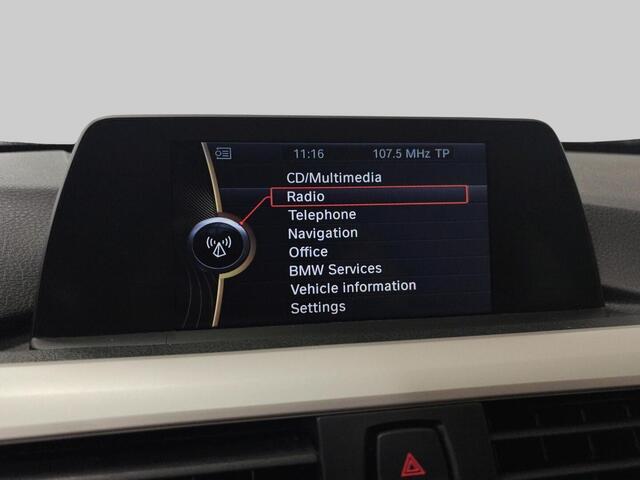 11:16 107.5 MHz TP
CD/Multimedia
Radio
Telephone
Navigation
Office
BMW Services
Vehicle information
Settings